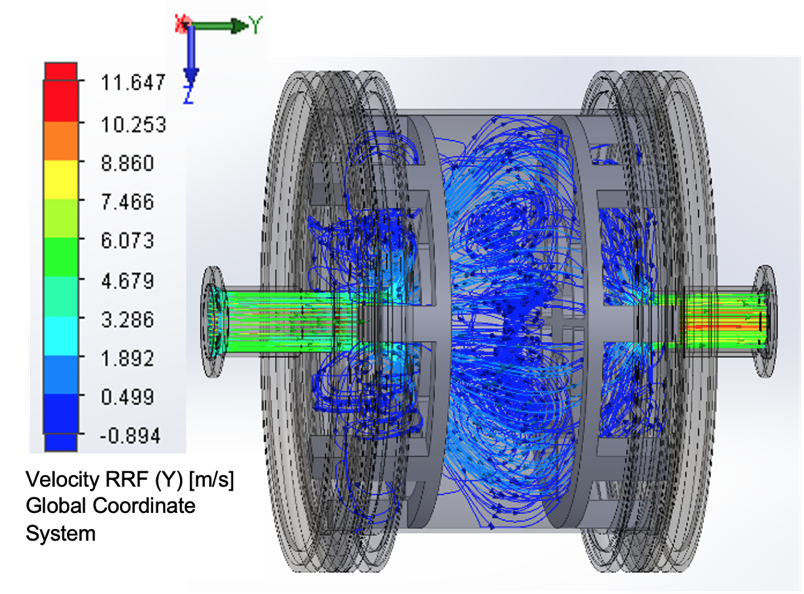 X
Y
Z
11.647
10.253
8.860
7.466
6.073
4.679
3.286
1.892
0.499
-0.894
Velocity RRF (Y) [m/s]
Global Coordinate
System